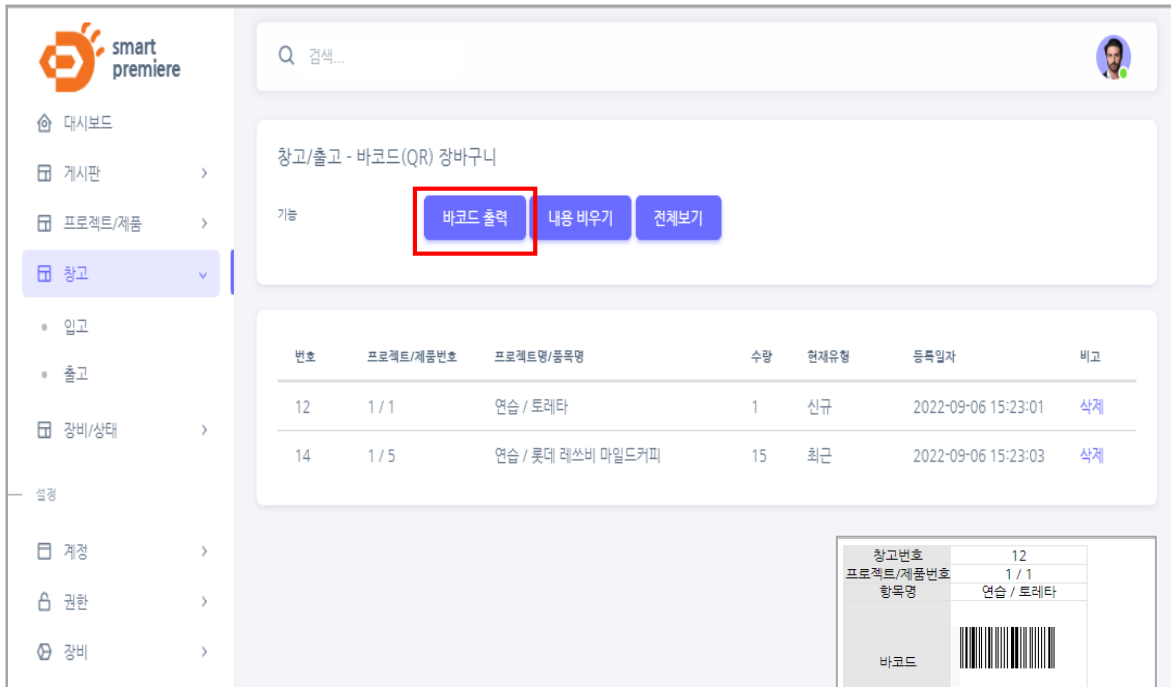 smart
premiere
검색...
대시보드
게시판
프로젝트/제품
창고
입고
출고
장비/상태
설정
계정
권한
장비
창고/출고 - 바코드(QR) 장바구니
기능
바코드 출력 내용 비우기 전체보기
번호 프로젝트/제품번호 프로젝트명/품목명 수량 현재유형 등록일자 비고
12 1 / 1 연습 / 토레타 1 신규 2022-09-06 15:23:01 삭제
14 1 / 5 연습 / 롯데 레쓰비 마일드커피 15 최근 2022-09-06 15:23:03 삭제
창고번호 12
프로젝트/제품번호 1 / 1
항목명 연습 / 토레타
바코드